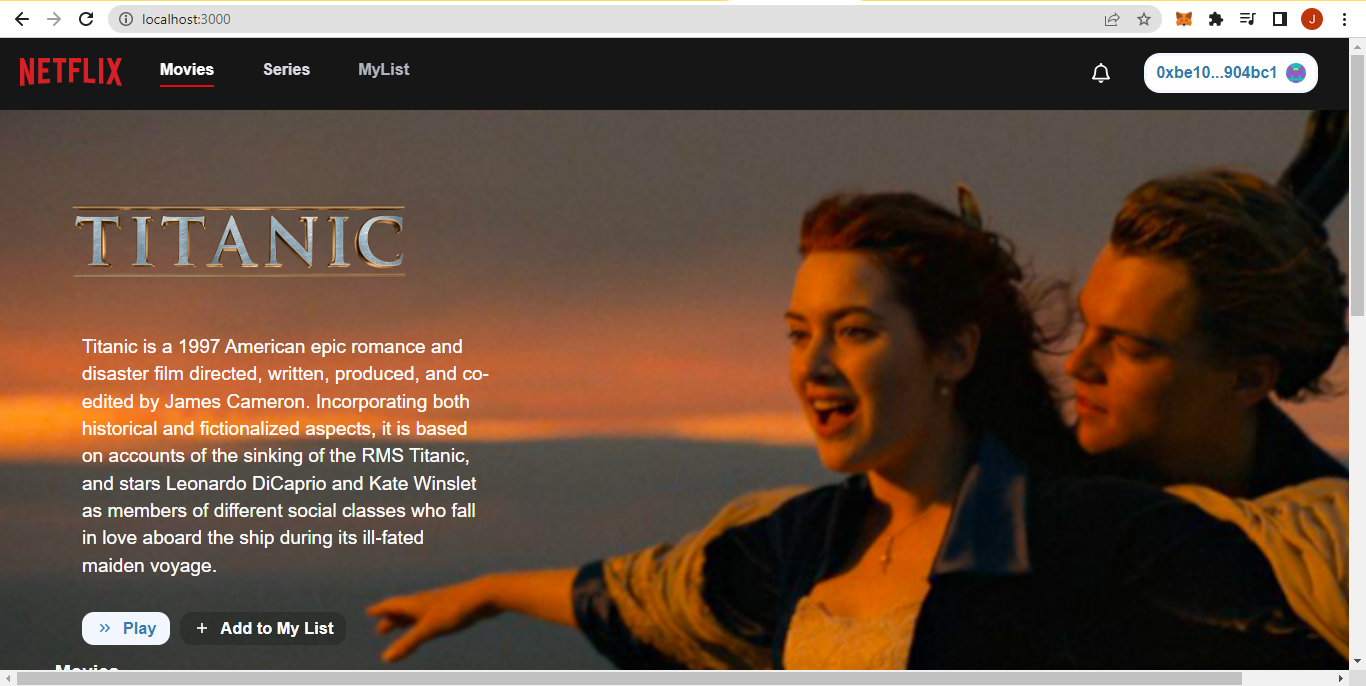 localhost:3000
J
NETFLIX
Movies
Series
MyList
0xbe10...904bc1
TITANIC
Titanic is a 1997 American epic romance and
disaster film directed, written, produced, and co-
edited by James Cameron. Incorporating both
historical and fictionalized aspects, it is based
on accounts of the sinking of the RMS Titanic,
and stars Leonardo DiCaprio and Kate Winslet
as members of different social classes who fall
in love aboard the ship during its ill-fated
maiden voyage.
Play
Add to My List
Movies